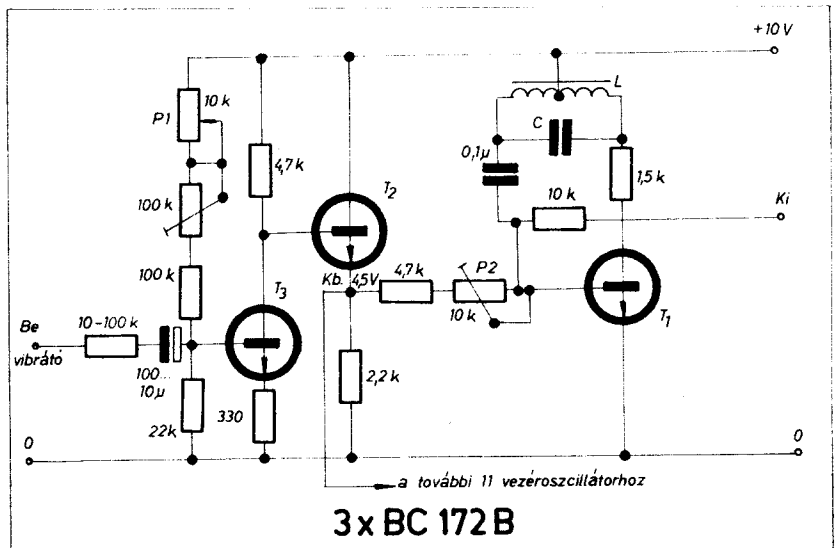 +10 V
P1
10 k
100 k
100 k
4,7 k
T2
L
C
0,1µ
1,5 k
10 k
Ki
Kb. 4,5V
4,7 k
P2
10 k
T1
T3
Be
vibrátó
10-100 k
100...
10µ
22k
330
2,2 k
0
0
a további 11 vezéroszcillátorhoz
3 x BC 172 B